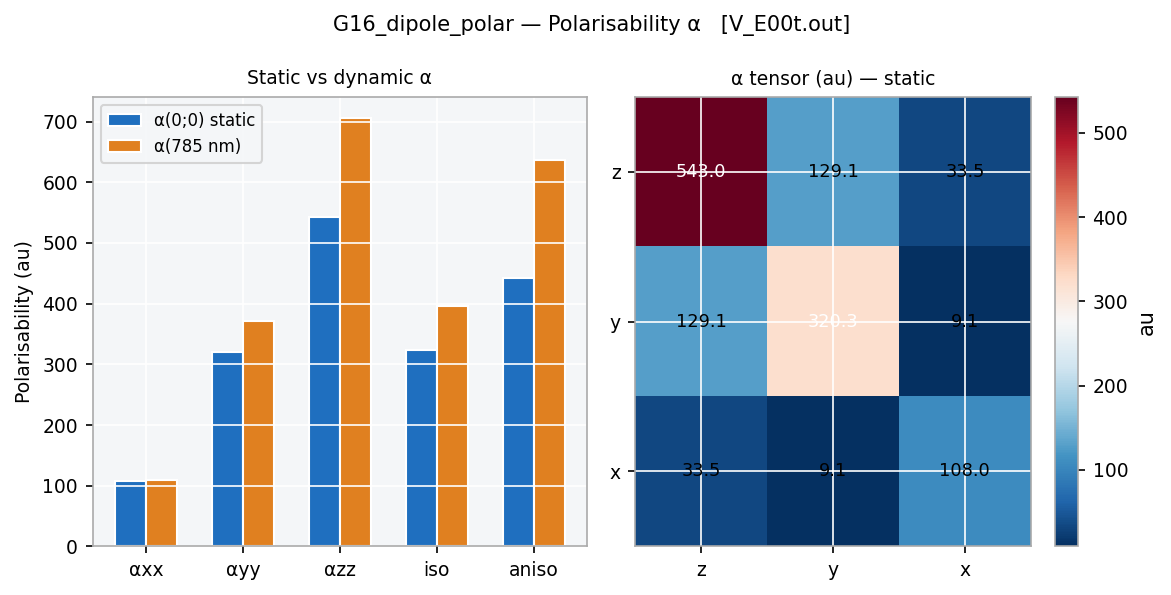 G16_dipole_polar — Polarisability α [V_E00t.out]
Static vs dynamic α
α(0;0) static
α(785 nm)
Polarisability (au)
700
600
500
400
300
200
100
0
αxx αyy αzz iso aniso
α tensor (au) — static
z 543.0 129.1 33.5
y 129.1 320.3 9.1
x 33.5 9.1 108.0
z y x
500
400
300
200
100
au